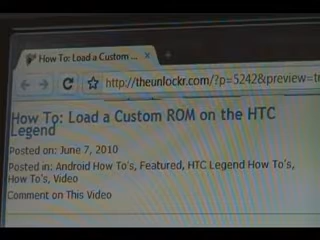 How To: Load a Custom ...
http://theunlockr.com/?p=5242&preview=tr
How To: Load a Custom ROM on the HTC
Legend
Posted on: June 7, 2010
Posted in: Android How To's, Featured, HTC Legend How To's,
How To's, Video
Comment on This Video